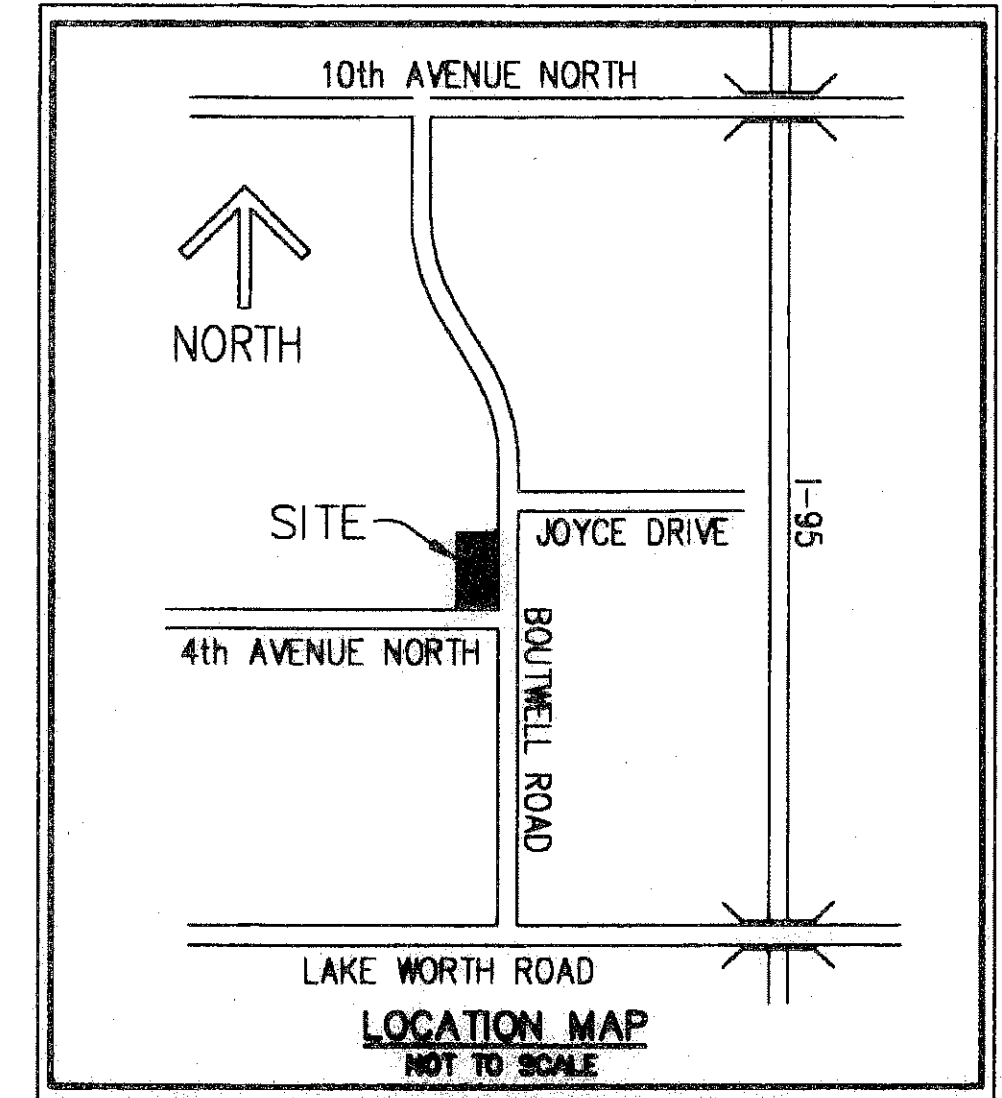 10th AVENUE NORTH
NORTH
I-95
SITE
JOYCE DRIVE
4th AVENUE NORTH
BOUTWELL ROAD
LAKE WORTH ROAD
LOCATION MAP
NOT TO SCALE